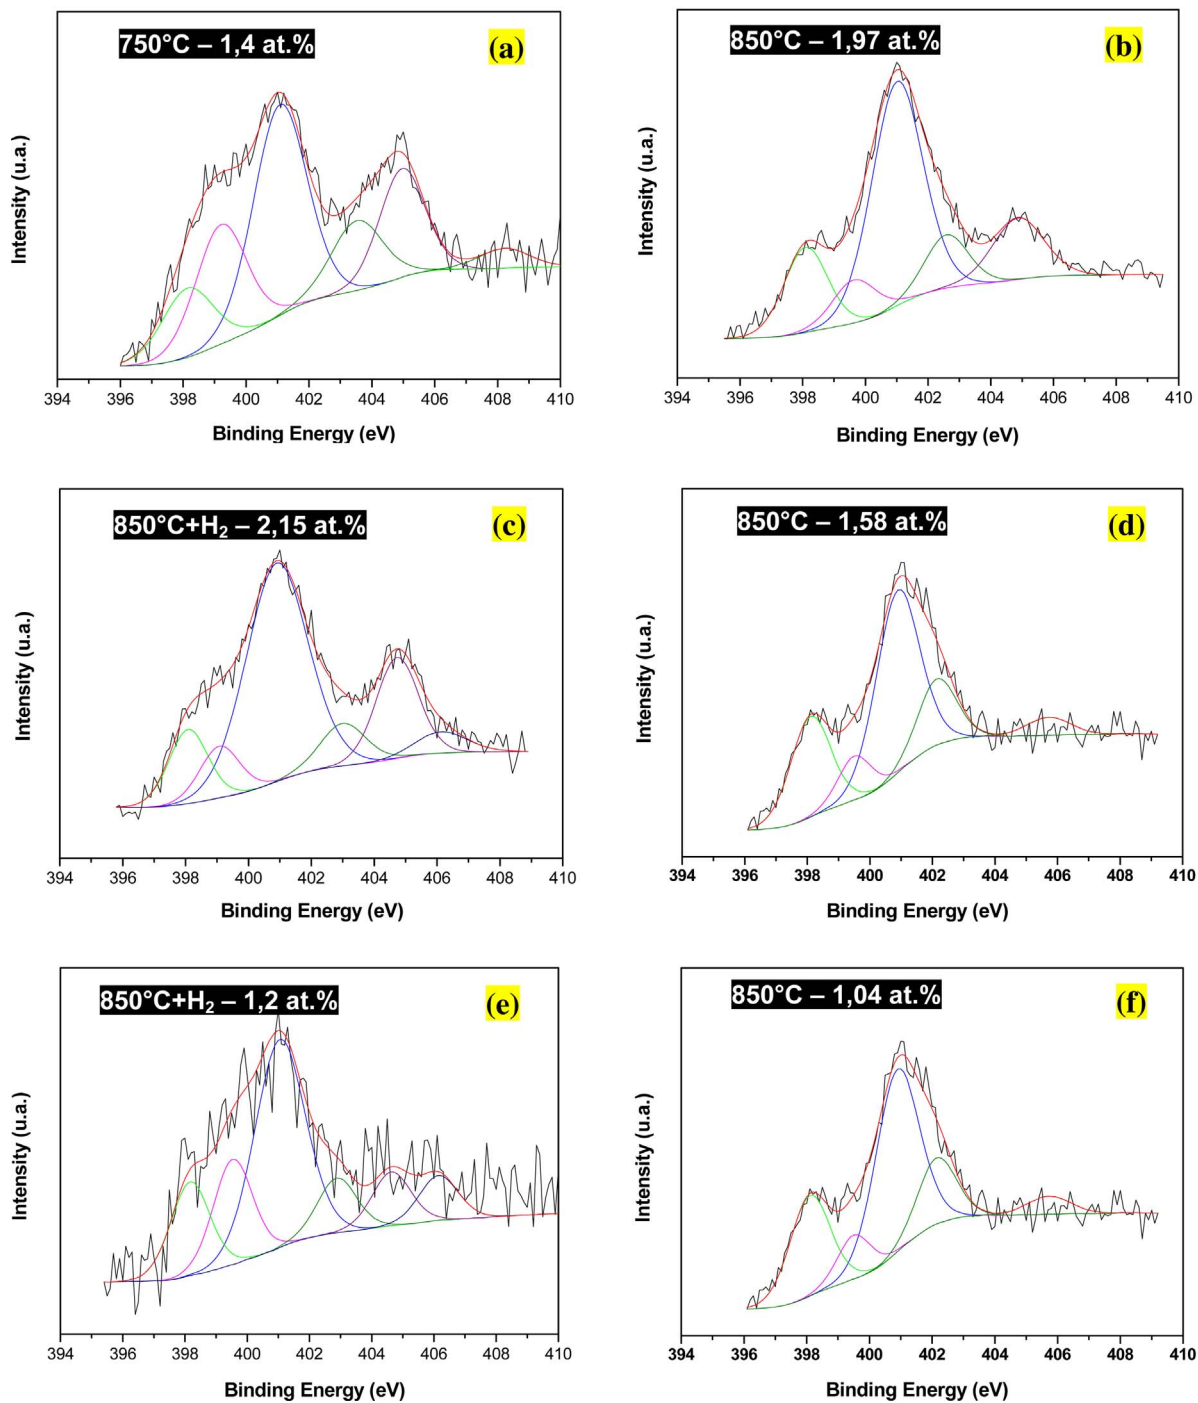 750°C – 1,4 at.%
(a)
Intensity (u.a.)
394 396 398 400 402 404 406 408 410
Binding Energy (eV)
850°C – 1,97 at.%
(b)
Intensity (u.a.)
394 396 398 400 402 404 406 408 410
Binding Energy (eV)
850°C+H₂ – 2,15 at.%
(c)
Intensity (u.a.)
394 396 398 400 402 404 406 408 410
Binding Energy (eV)
850°C – 1,58 at.%
(d)
Intensity (u.a.)
394 396 398 400 402 404 406 408 410
Binding Energy (eV)
850°C+H₂ – 1,2 at.%
(e)
Intensity (u.a.)
394 396 398 400 402 404 406 408 410
Binding Energy (eV)
850°C – 1,04 at.%
(f)
Intensity (u.a.)
394 396 398 400 402 404 406 408 410
Binding Energy (eV)